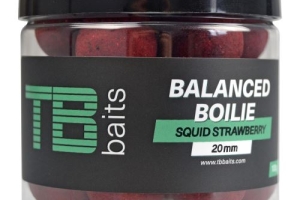 TB
baits
BALANCED
BOILIE
SQUID STRAWBERRY
20mm
www.tbbaits.com